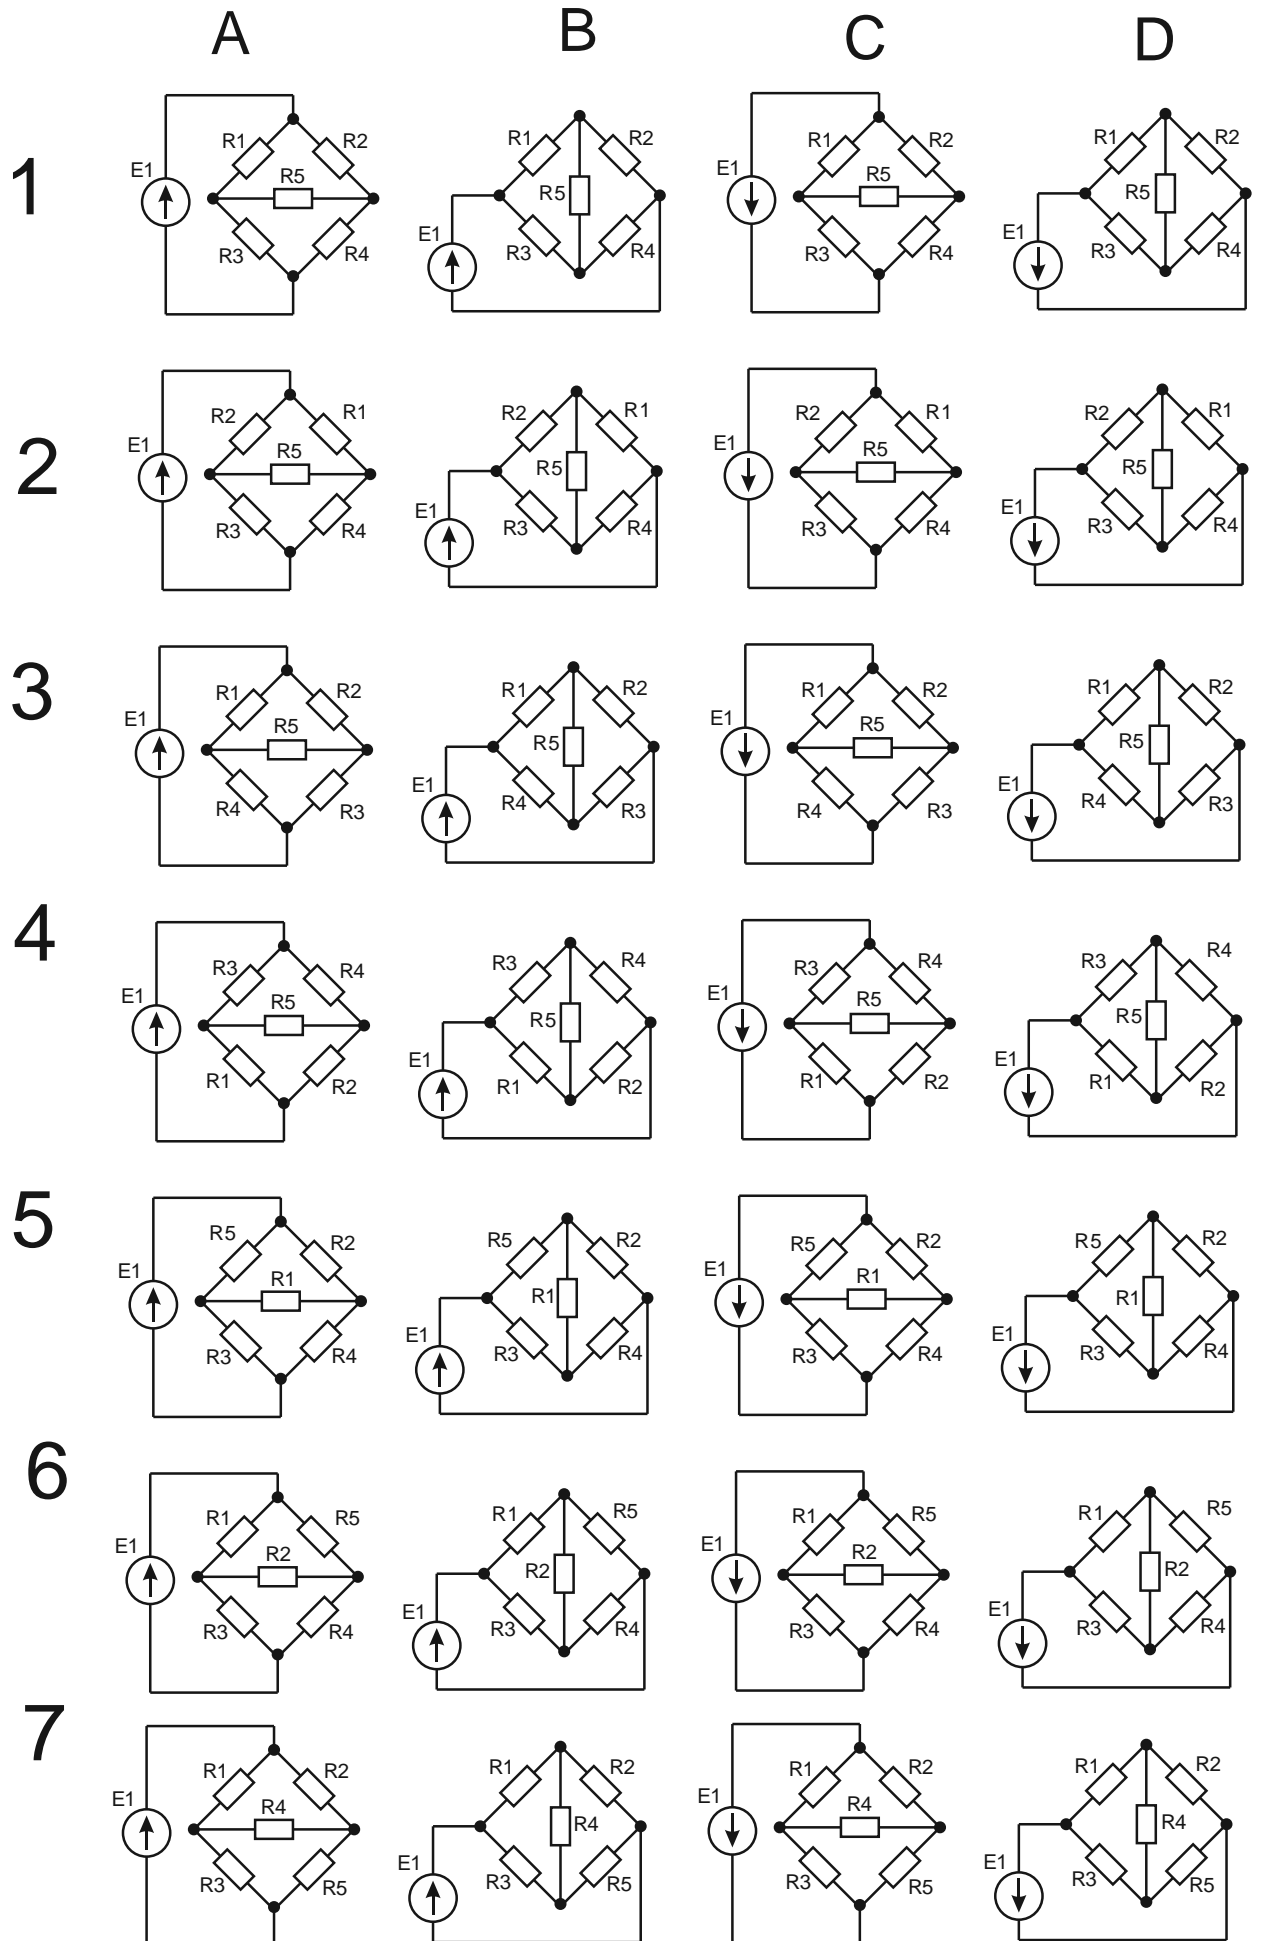 A B C D
1
R1 R2 R1 R2 R1 R2 R1 R2
E1 R5 R5 E1 R5 R5
R3 R4 E1 R3 R4 R3 R4 E1 R3 R4
2
R2 R1 R2 R1 R2 R1 R2 R1
E1 R5 R5 E1 R5 R5
R3 R4 E1 R3 R4 R3 R4 E1 R3 R4
3
R1 R2 R1 R2 R1 R2 R1 R2
E1 R5 R5 E1 R5 R5
R4 R3 E1 R4 R3 R4 R3 E1 R4 R3
4
R3 R4 R3 R4 R3 R4 R3 R4
E1 R5 R5 E1 R5 R5
R1 R2 E1 R1 R2 R1 R2 E1 R1 R2
5
R5 R2 R5 R2 R5 R2 R5 R2
E1 R1 R1 E1 R1 R1
R3 R4 E1 R3 R4 R3 R4 E1 R3 R4
6
R1 R5 R1 R5 R1 R5 R1 R5
E1 R2 R2 E1 R2 R2
R3 R4 E1 R3 R4 R3 R4 E1 R3 R4
7
R1 R2 R1 R2 R1 R2 R1 R2
E1 R4 R4 E1 R4 R4
R3 R5 E1 R3 R5 R3 R5 E1 R3 R5